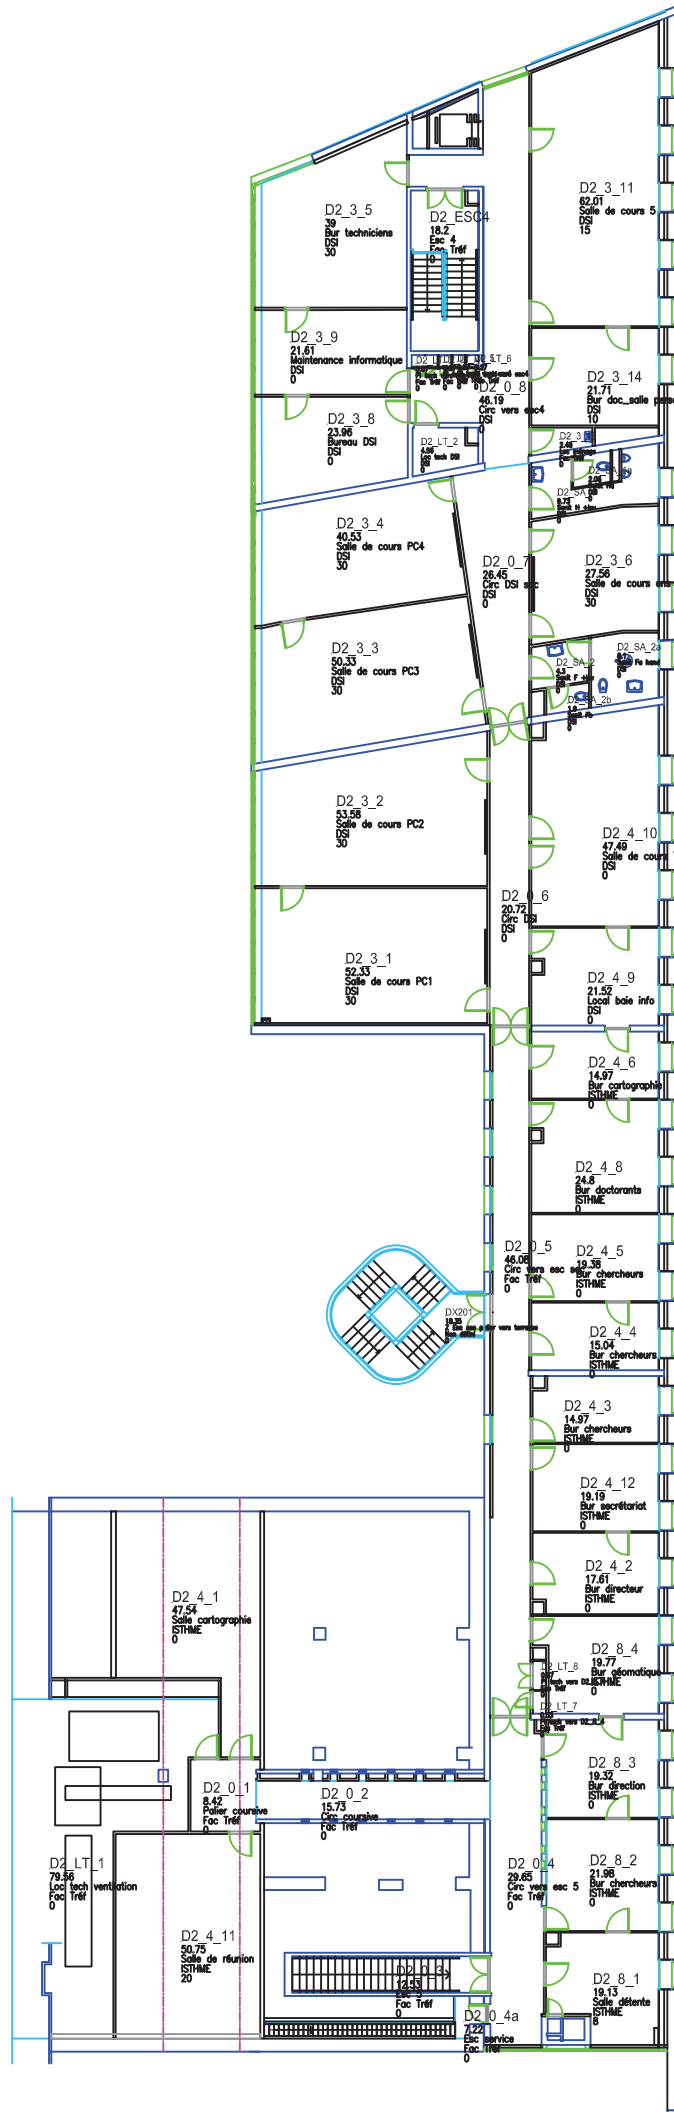 D2_3_11
62.01
Salle de cours 5
DSI
15
D2_3_5
39
Bur techniciens
DSI
30
D2_ESC4
18.2
Esc 4
Fac Tréf
0
D2_3_9
21.61
Maintenance informatique
DSI
0
D2_0_8
46.19
Circ vers esc4
DSI
0
D2_3_14
21.71
Bur doc_salle perso
DSI
10
D2_3_8
23.96
Bureau DSI
DSI
0
D2_LT_2
4.56
Loc tech DSI
DSI
0
D2_3_4
40.53
Salle de cours PC4
DSI
30
D2_0_7
26.45
Circ DSI
DSI
0
D2_3_6
27.56
Salle de cours
DSI
30
D2_3_3
50.33
Salle de cours PC3
DSI
30
D2_SA_2a
D2_SA_2
4.3
D2_SA_2b
D2_3_2
53.58
Salle de cours PC2
DSI
30
D2_4_10
47.49
Salle de cours
DSI
0
D2_0_6
20.72
Circ DSI
DSI
0
D2_3_1
52.33
Salle de cours PC1
DSI
30
D2_4_9
21.52
Local baie info
DSI
0
D2_4_6
14.97
Bur cartographie
ISTHME
0
D2_4_8
24.8
Bur doctorants
ISTHME
0
D2_0_5
46.08
Circ vers esc
Fac Tréf
0
D2_4_5
19.38
Bur chercheurs
ISTHME
0
DX201
D2_4_4
15.04
Bur chercheurs
ISTHME
0
D2_4_3
14.97
Bur chercheurs
ISTHME
0
D2_4_12
19.19
Bur secrétariat
ISTHME
0
D2_4_2
17.61
Bur directeur
ISTHME
0
D2_4_1
47.54
Salle cartographie
ISTHME
0
D2_8_4
19.77
Bur géomatique
ISTHME
0
D2_LT_8
D2_LT_7
D2_8_3
19.32
Bur direction
ISTHME
0
D2_0_1
8.42
Palier coursive
Fac Tréf
0
D2_0_2
15.73
Circ coursive
Fac Tréf
0
D2_LT_1
79.56
Loc tech ventilation
Fac Tréf
0
D2_0_4
29.65
Circ vers esc 5
Fac Tréf
0
D2_8_2
21.98
Bur chercheurs
ISTHME
0
D2_4_11
50.75
Salle de réunion
ISTHME
20
D2_0_3
12.53
Fac Tréf
0
D2_8_1
19.13
Salle détente
ISTHME
8
D2_0_4a
7.22
Esc service
Fac Tréf
0